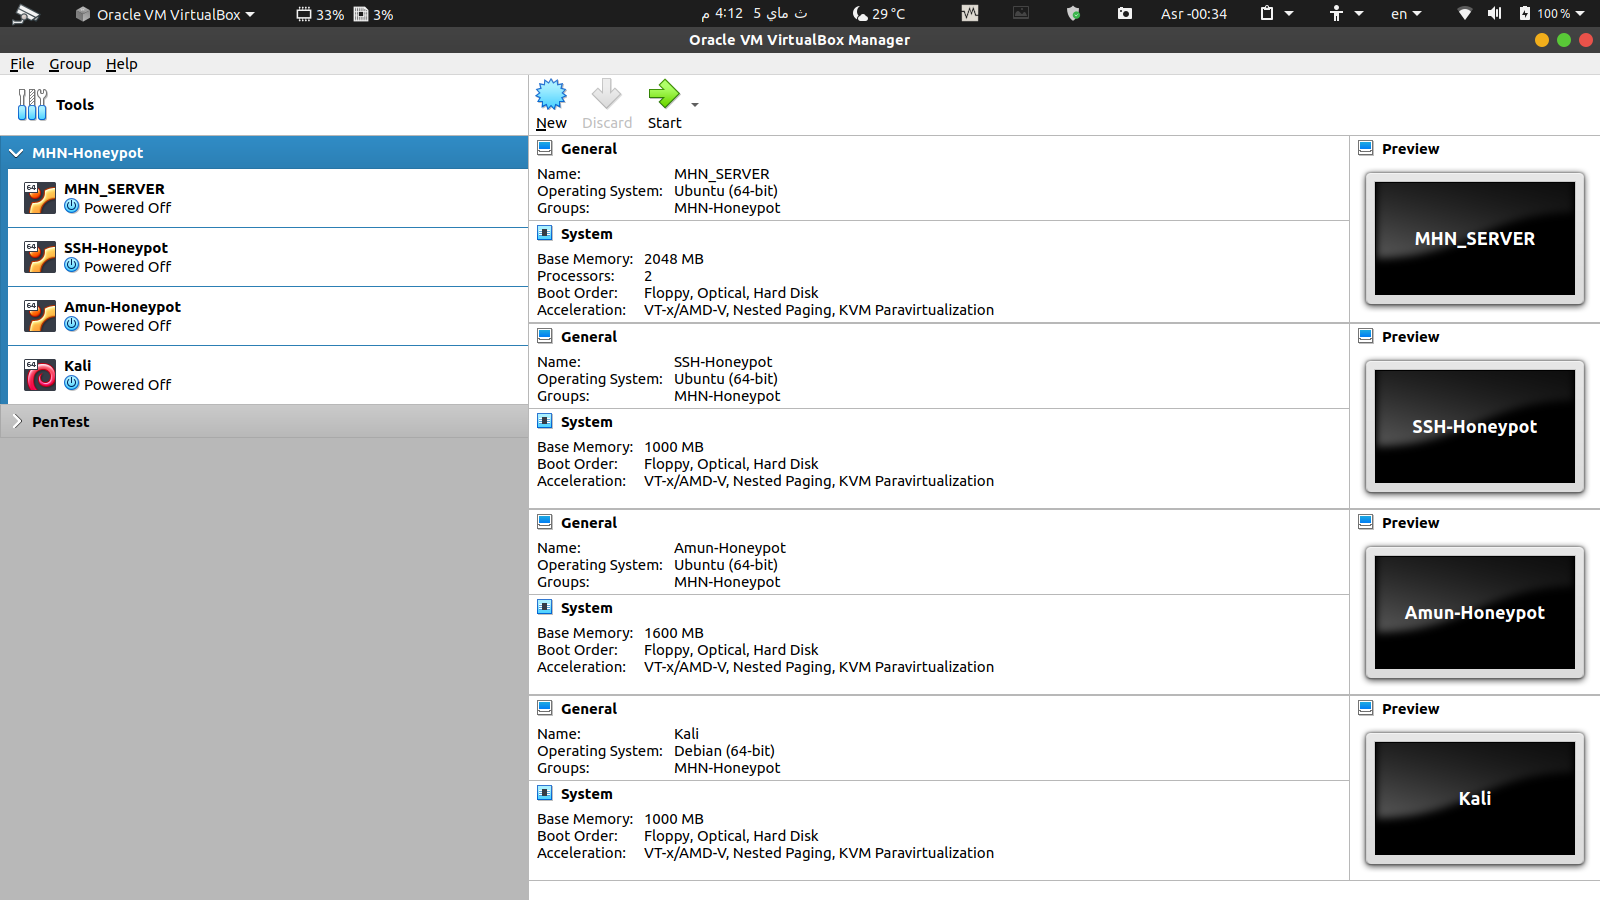 Oracle VM VirtualBox 33% 3% ث ماي 5 4:12 م 29 °C Asr -00:34 en 100 %
Oracle VM VirtualBox Manager
File Group Help
Tools
New Discard Start
MHN-Honeypot
64
MHN_SERVER
Powered Off
64
SSH-Honeypot
Powered Off
64
Amun-Honeypot
Powered Off
64
Kali
Powered Off
PenTest
General
Name: MHN_SERVER
Operating System: Ubuntu (64-bit)
Groups: MHN-Honeypot
System
Base Memory: 2048 MB
Processors: 2
Boot Order: Floppy, Optical, Hard Disk
Acceleration: VT-x/AMD-V, Nested Paging, KVM Paravirtualization
Preview
MHN_SERVER
General
Name: SSH-Honeypot
Operating System: Ubuntu (64-bit)
Groups: MHN-Honeypot
System
Base Memory: 1000 MB
Boot Order: Floppy, Optical, Hard Disk
Acceleration: VT-x/AMD-V, Nested Paging, KVM Paravirtualization
Preview
SSH-Honeypot
General
Name: Amun-Honeypot
Operating System: Ubuntu (64-bit)
Groups: MHN-Honeypot
System
Base Memory: 1600 MB
Boot Order: Floppy, Optical, Hard Disk
Acceleration: VT-x/AMD-V, Nested Paging, KVM Paravirtualization
Preview
Amun-Honeypot
General
Name: Kali
Operating System: Debian (64-bit)
Groups: MHN-Honeypot
System
Base Memory: 1000 MB
Boot Order: Floppy, Optical, Hard Disk
Acceleration: VT-x/AMD-V, Nested Paging, KVM Paravirtualization
Preview
Kali